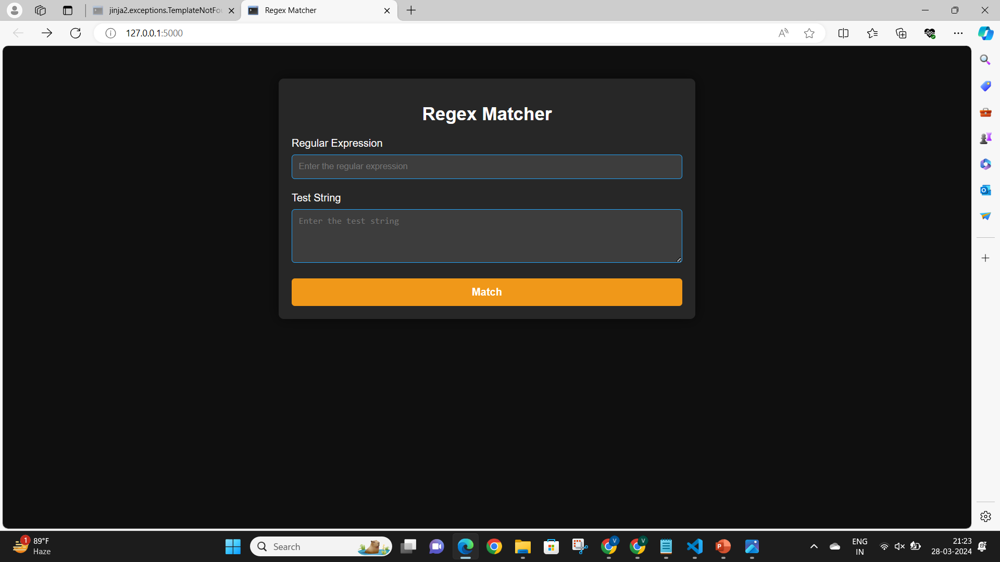 jinja2.exceptions.TemplateNotFou
Regex Matcher
127.0.0.1:5000
Regex Matcher
Regular Expression
Enter the regular expression
Test String
Enter the test string
Match
1
89°F
Haze
Search
V
V
P
ENG
IN
21:23
28-03-2024